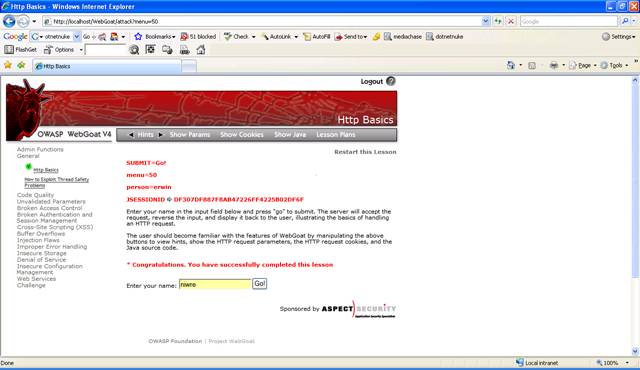 Http Basics - Windows Internet Explorer
http://localhost/WebGoat/attack?menu=50
Google
Google
otnetnuke
Go
Bookmarks
51 blocked
Check
AutoLink
AutoFill
Send to
mediachase
dotnetnuke
Settings
FlashGet
Options
Http Basics
Page
Tools
Logout ?
Http Basics
OWASP WebGoat V4
Hints
Show Params
Show Cookies
Show Java
Lesson Plans
Restart this Lesson
Admin Functions
General
Http Basics
How to Exploit Thread Safety
Problems
Code Quality
Unvalidated Parameters
Broken Access Control
Broken Authentication and
Session Management
Cross-Site Scripting (XSS)
Buffer Overflows
Injection Flaws
Improper Error Handling
Insecure Storage
Denial of Service
Insecure Configuration
Management
Web Services
Challenge
SUBMIT=Go!
menu=50
person=erwin
JSESSIONID DF307DF887F8AB47226FF4225B02DF6F
Enter your name in the input field below and press "go" to submit. The server will accept the
request, reverse the input, and display it back to the user, illustrating the basics of handling
an HTTP request.
The user should become familiar with the features of WebGoat by manipulating the above
buttons to view hints, show the HTTP request parameters, the HTTP request cookies, and the
Java source code.
* Congratulations. You have successfully completed this lesson
Enter your name: niwre Go!
Sponsored by ASPECT SECURITY
Application Security Specialists
OWASP Foundation | Project WebGoat
Done
Local intranet
100%